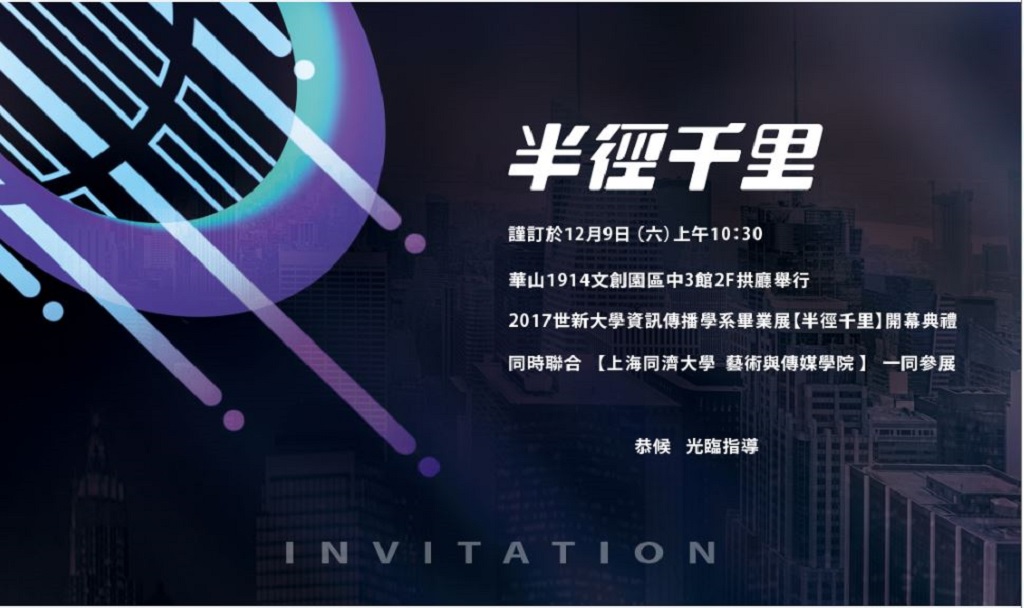 半徑千里
謹訂於12月9日（六）上午10：30
華山1914文創園區中3館2F拱廳舉行
2017世新大學資訊傳播學系畢業展【半徑千里】開幕典禮
同時聯合 【上海同濟大學 藝術與傳媒學院】 一同參展
恭候 光臨指導
INVITATION